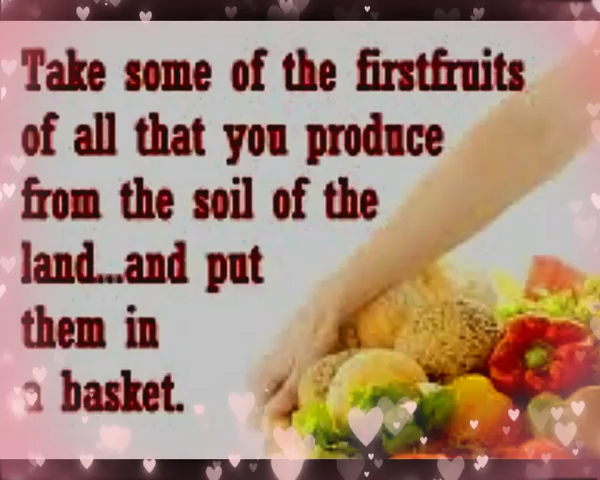 Take some of the firstfruits
of all that you produce
from the soil of the
land...and put
them in
a basket.